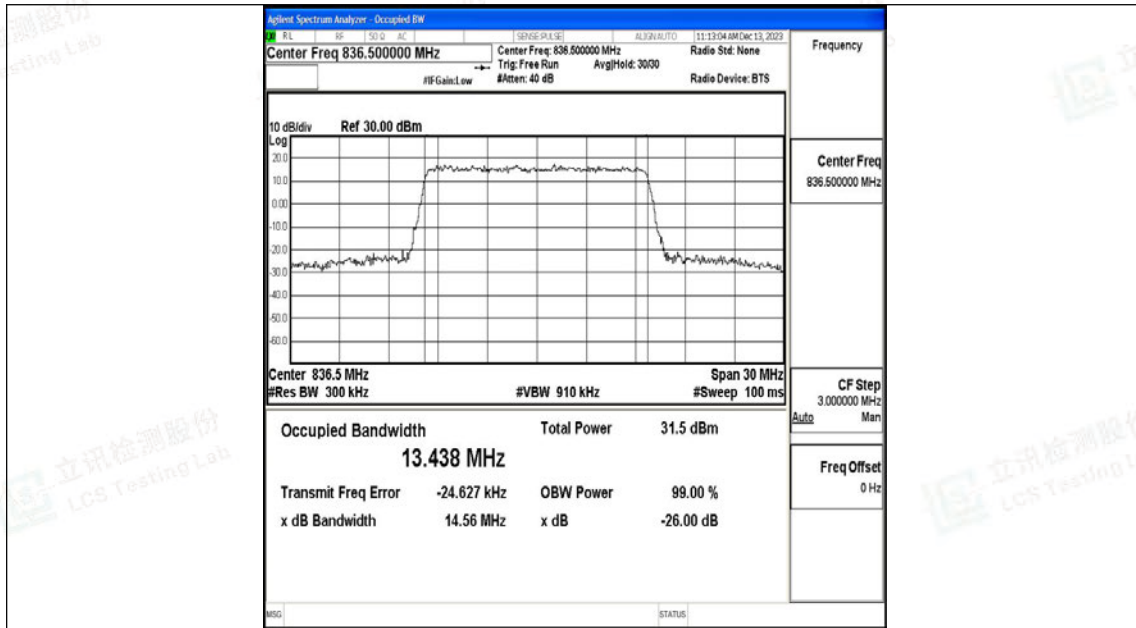 Agilent Spectrum Analyzer - Occupied BW
RL RF 50 Ω AC SENSE:PULSE ALIGNAUTO 11:13:04 AM Dec 13, 2023
Center Freq 836.500000 MHz
Center Freq: 836.500000 MHz
Radio Std: None
Trig: Free Run Avg|Hold: 30/30
#IFGain:Low
#Atten: 40 dB
Radio Device: BTS
10 dB/div Ref 30.00 dBm
Log
20.0
10.0
0.00
-10.0
-20.0
-30.0
-40.0
-50.0
-60.0
Center 836.5 MHz Span 30 MHz
#Res BW 300 kHz #VBW 910 kHz #Sweep 100 ms
Occupied Bandwidth Total Power 31.5 dBm
13.438 MHz
Transmit Freq Error -24.627 kHz OBW Power 99.00 %
x dB Bandwidth 14.56 MHz x dB -26.00 dB
MSG STATUS
Frequency
Center Freq
836.500000 MHz
CF Step
3.000000 MHz
Auto Man
Freq Offset
0 Hz
立讯检测股份
LCS Testing Lab
立讯检测股份